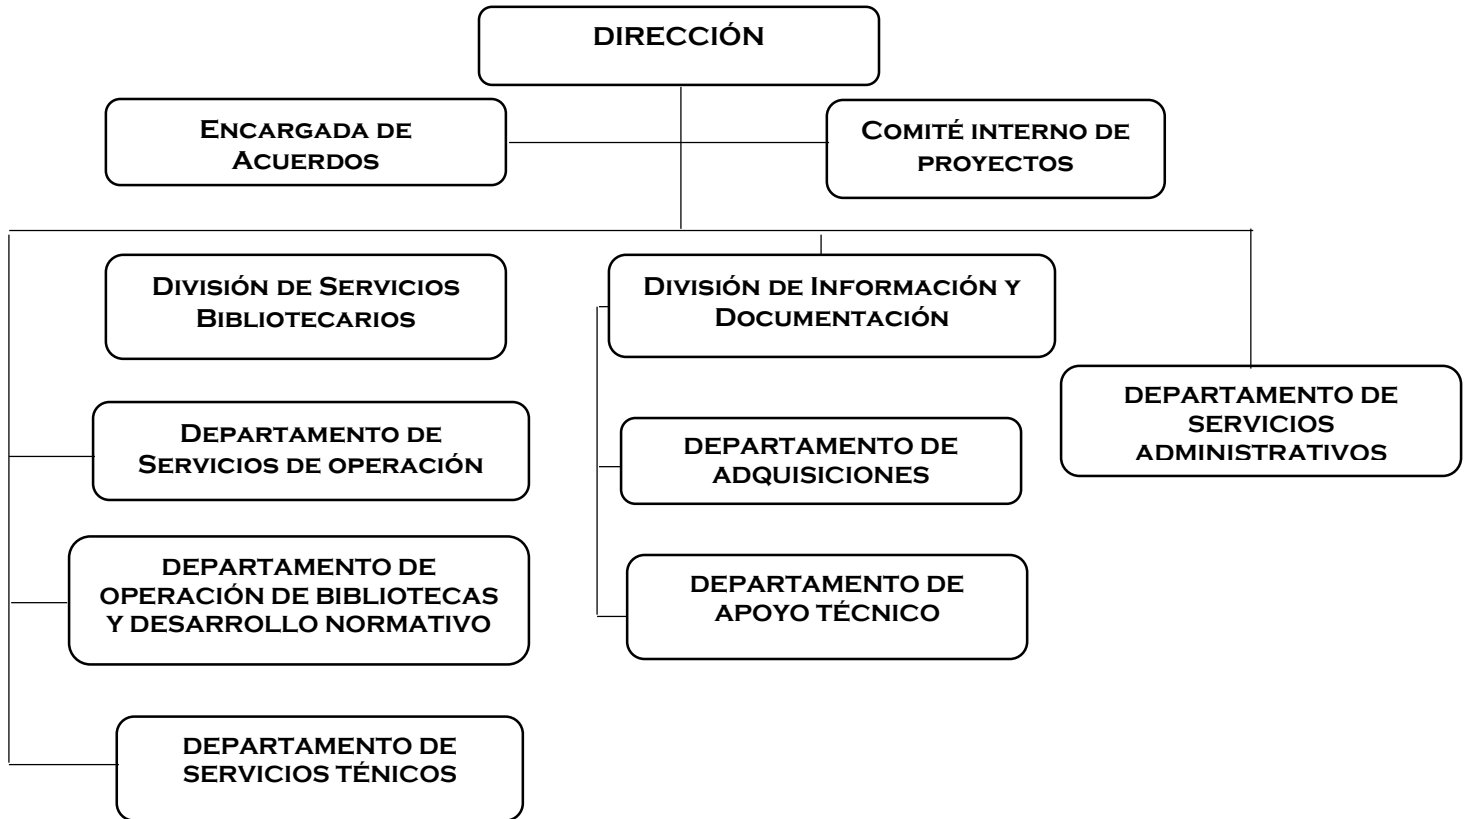 DIRECCIÓN
ENCARGADA DE
ACUERDOS
COMITÉ INTERNO DE
PROYECTOS
DIVISIÓN DE SERVICIOS
BIBLIOTECARIOS
DIVISIÓN DE INFORMACIÓN Y
DOCUMENTACIÓN
DEPARTAMENTO DE
SERVICIOS
ADMINISTRATIVOS
DEPARTAMENTO DE
SERVICIOS DE OPERACIÓN
DEPARTAMENTO DE
ADQUISICIONES
DEPARTAMENTO DE
OPERACIÓN DE BIBLIOTECAS
Y DESARROLLO NORMATIVO
DEPARTAMENTO DE
APOYO TÉCNICO
DEPARTAMENTO DE
SERVICIOS TÉNICOS